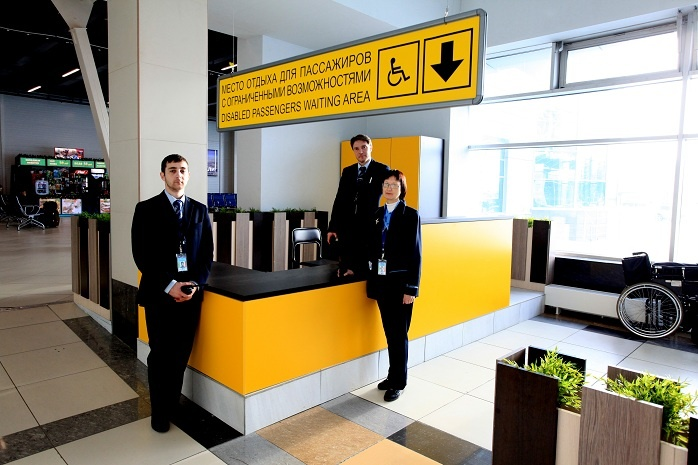 МЕСТО ОТДЫХА ДЛЯ ПАССАЖИРОВ
С ОГРАНИЧЕННЫМИ ВОЗМОЖНОСТЯМИ
DISABLED PASSENGERS WAITING AREA